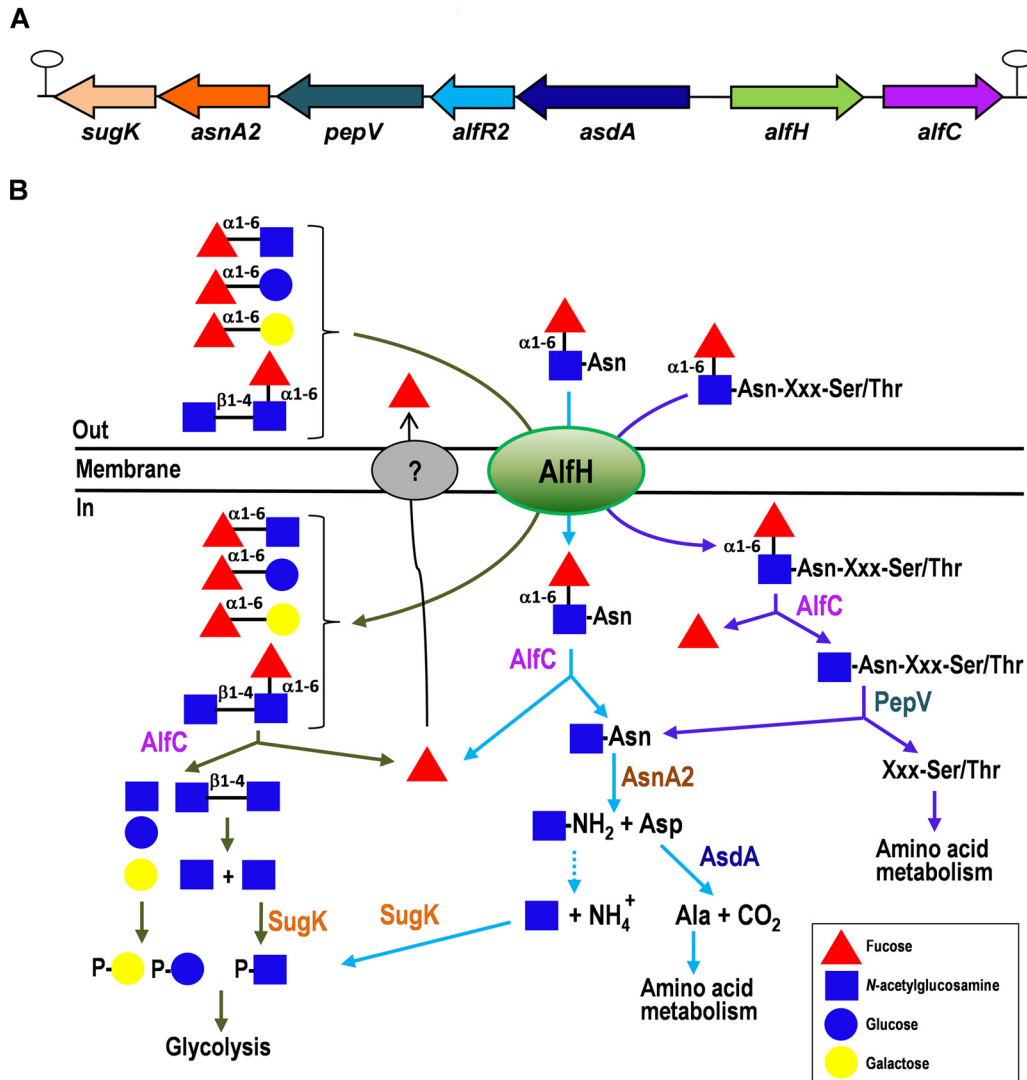 A
sugK asnA2 pepV alfR2 asdA alfH alfC
B
α1-6
α1-6
α1-6
β1-4 α1-6
α1-6
-Asn
α1-6
-Asn-Xxx-Ser/Thr
Out
Membrane
In
?
AlfH
α1-6
α1-6
α1-6
β1-4 α1-6
α1-6
-Asn
α1-6
-Asn-Xxx-Ser/Thr
AlfC
AlfC
AlfC
-Asn-Xxx-Ser/Thr
PepV
-Asn
Xxx-Ser/Thr
Amino acid
metabolism
AsnA2
β1-4
-NH2 + Asp
AsdA
+
+ NH4+
Ala + CO2
SugK
SugK
P- P- P-
Amino acid
metabolism
Glycolysis
Fucose
N-acetylglucosamine
Glucose
Galactose